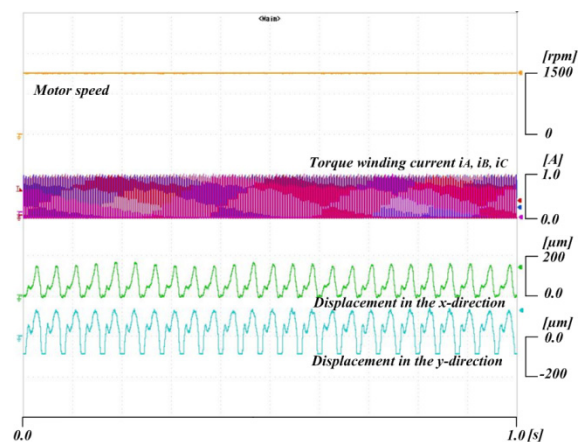 [rpm]
1500
Motor speed
0
Torque winding current iA, iB, iC
[A]
1.0
0.0
[µm]
200
0.0
Displacement in the x-direction
[µm]
0.0
Displacement in the y-direction
-200
0.0
1.0 [s]